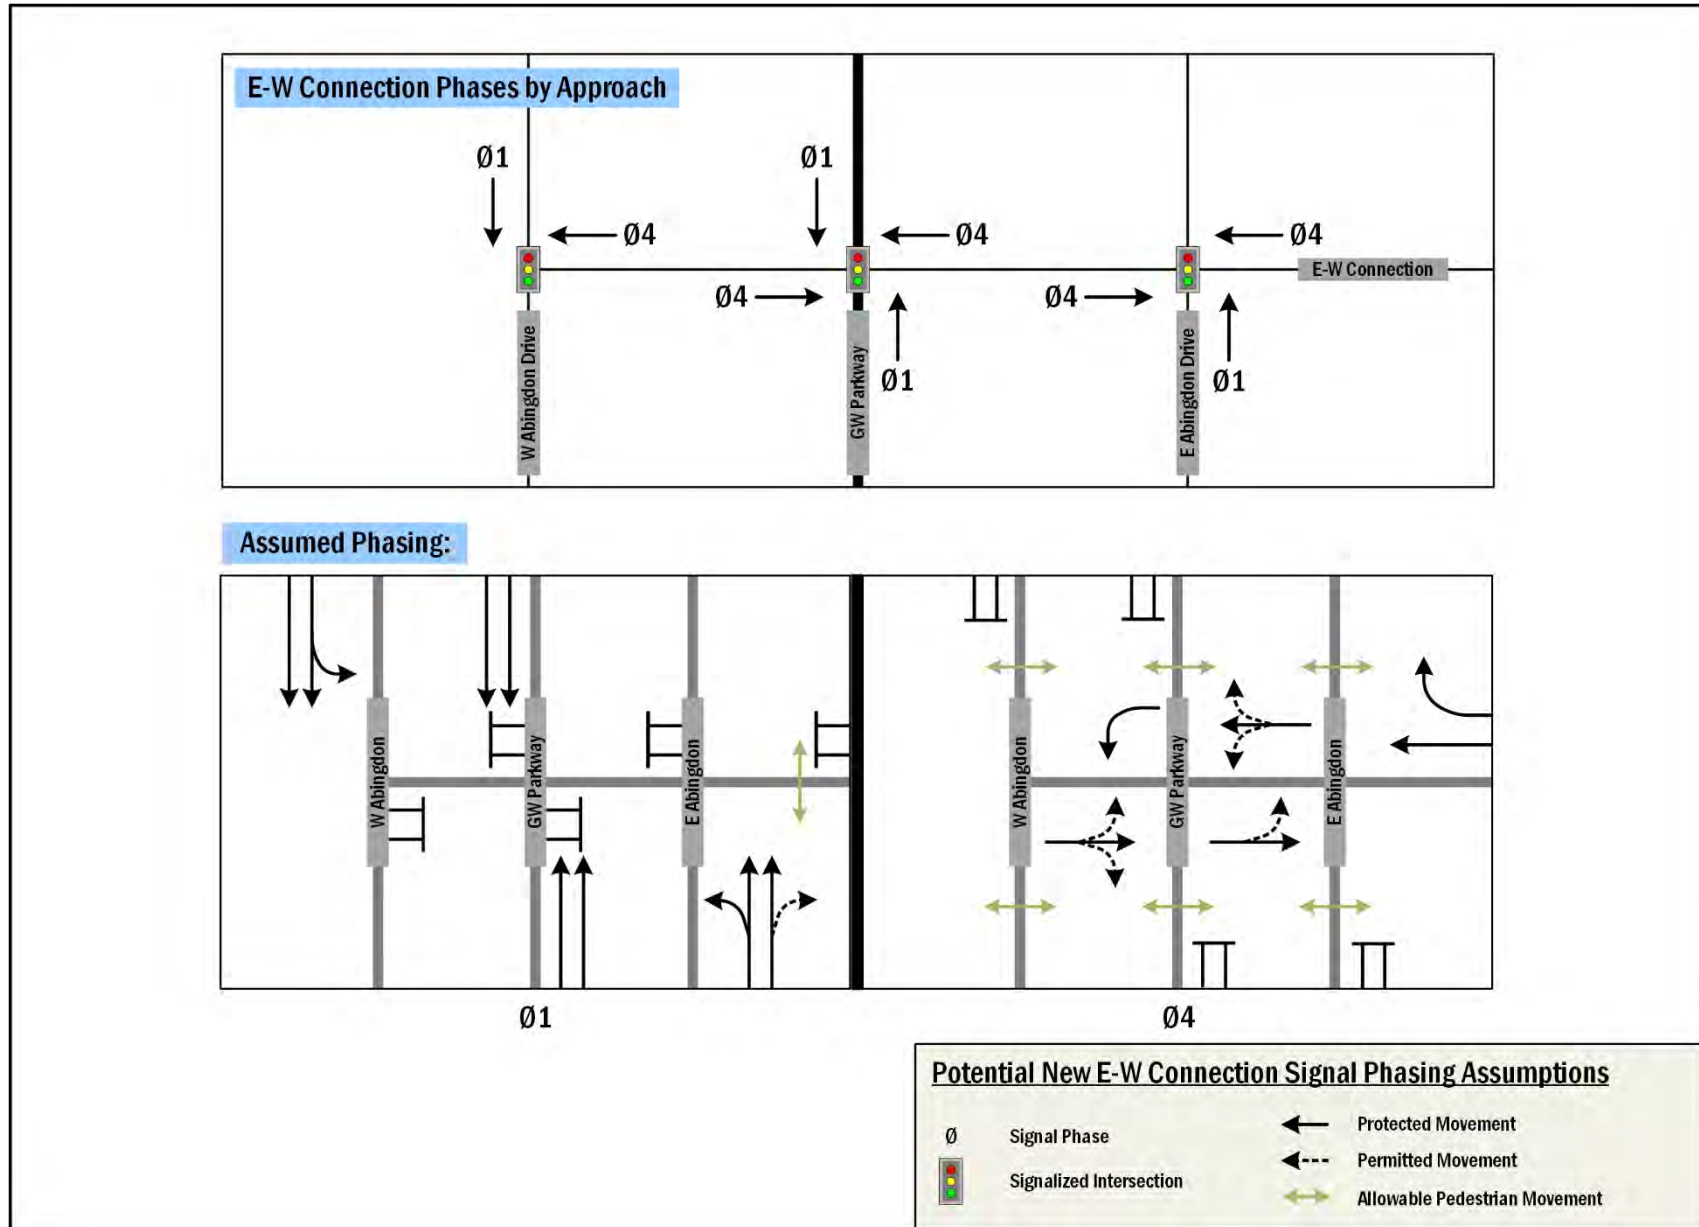 E-W Connection Phases by Approach
Ø1
Ø1
Ø4
Ø4
Ø4
E-W Connection
Ø4
Ø4
Ø1
Ø1
W Abingdon Drive
GW Parkway
E Abingdon Drive
Assumed Phasing:
W Abingdon
GW Parkway
E Abingdon
W Abingdon
GW Parkway
E Abingdon
Ø1
Ø4
Potential New E-W Connection Signal Phasing Assumptions
Ø Signal Phase
Signalized Intersection
Protected Movement
Permitted Movement
Allowable Pedestrian Movement